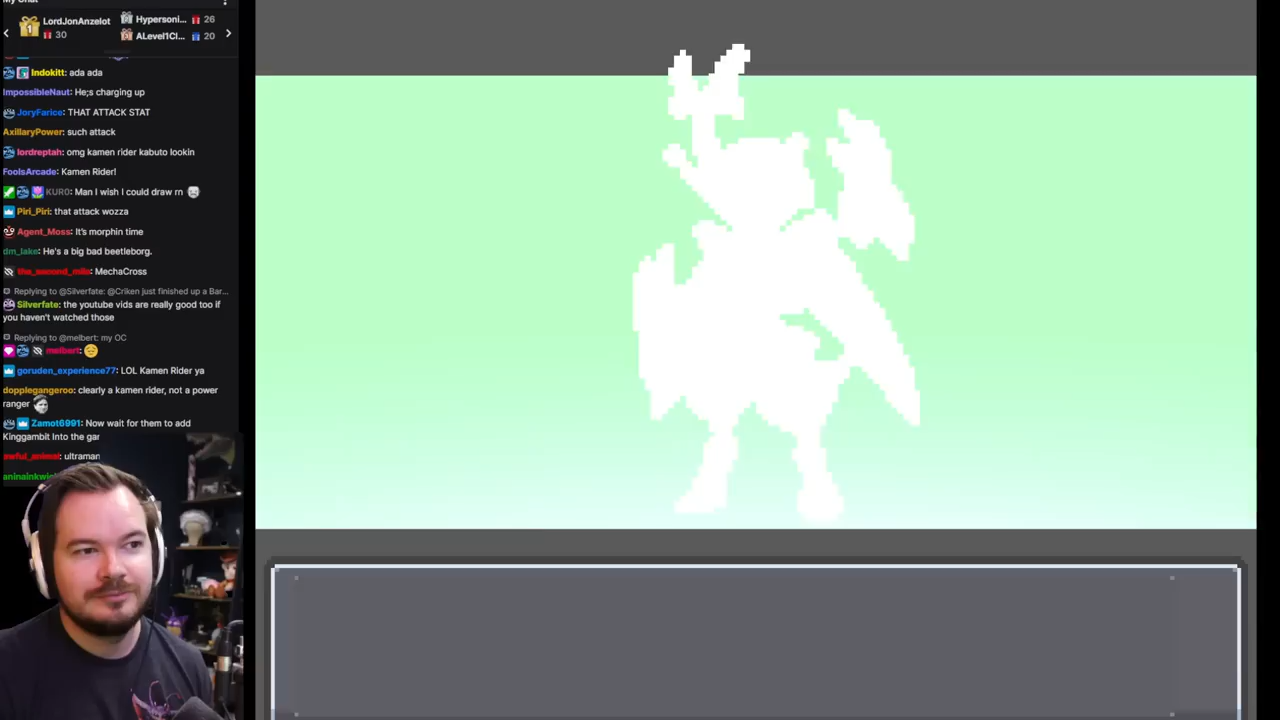 My Chat
LordJonAnzelot
30
Hypersoni... 26
ALevel1Cl... 20
Indokitt: ada ada
ImpossibleNaut: He;s charging up
JoryFarice: THAT ATTACK STAT
AxillaryPower: such attack
lordreptah: omg kamen rider kabuto lookin
FoolsArcade: Kamen Rider!
KUR0: Man I wish I could draw rn
Piri_Piri: that attack wozza
Agent_Moss: It's morphin time
dm_lake: He's a big bad beetleborg.
the_second_milo: MechaCross
Replying to @Silverfate: @Criken just finished up a Bar...
Silverfate: the youtube vids are really good too if
you haven't watched those
Replying to @melbert: my OC
melbert:
goruden_experience77: LOL Kamen Rider ya
dopplegangeroo: clearly a kamen rider, not a power
ranger
Zamot6991: Now wait for them to add
Kinggambit Into the gar
awful_animal: ultraman